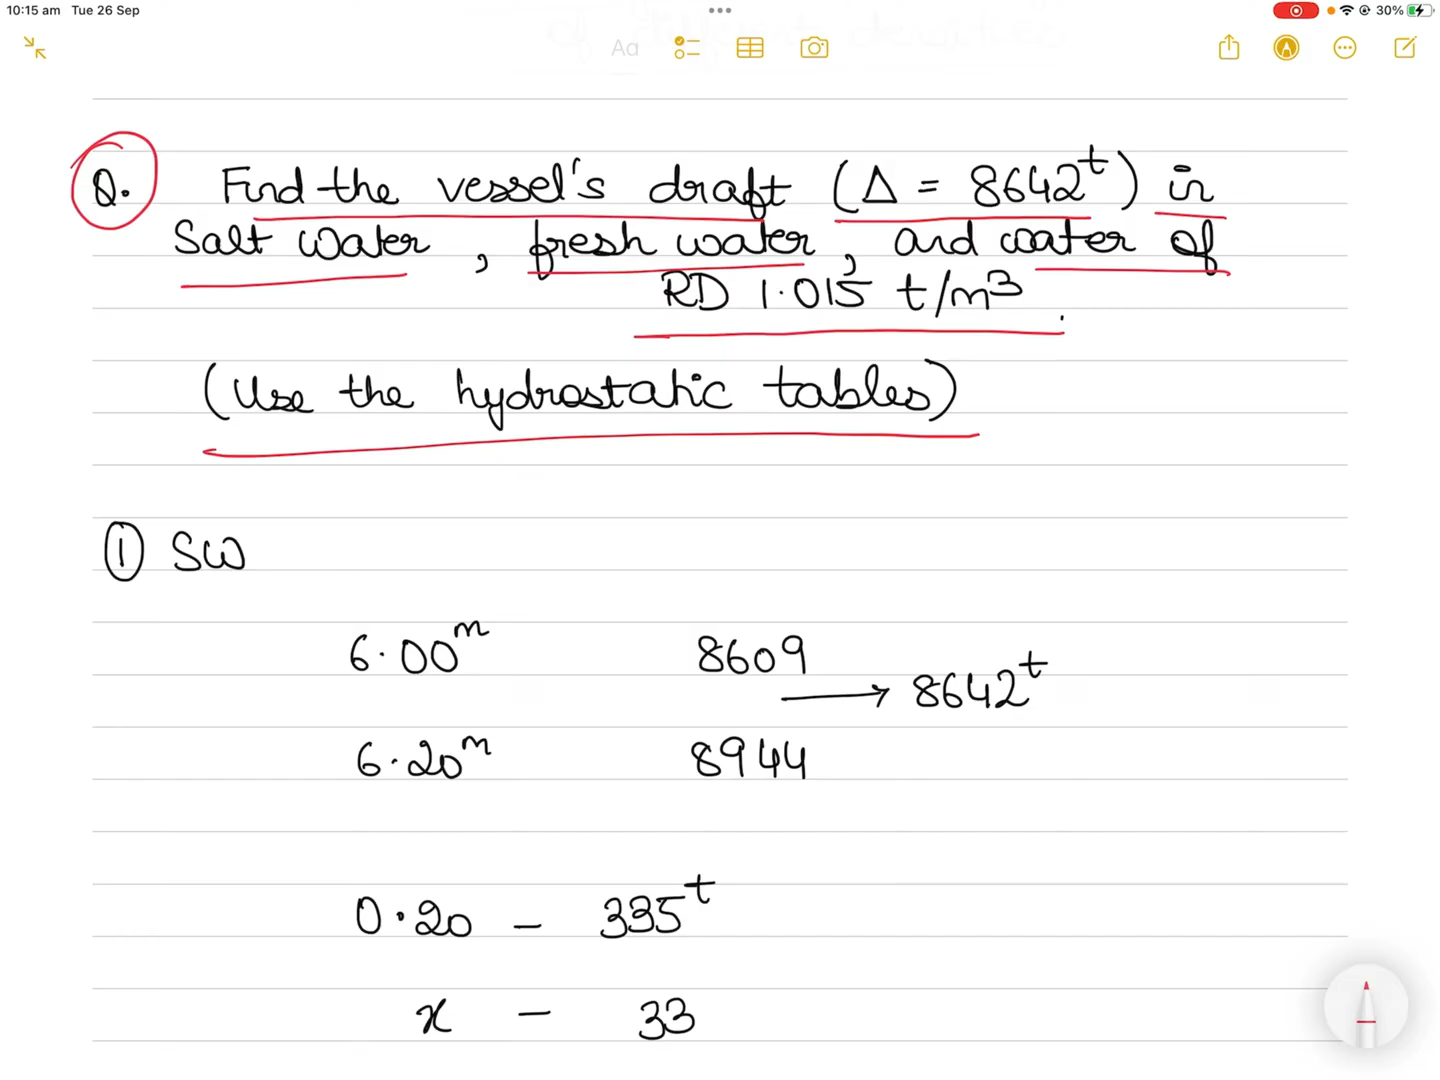 10:15 am Tue 26 Sep
30%
Aa
Q. Find the vessel's draft (Δ = 8642ᵗ) in
Salt Water, fresh water, and water of
RD 1.015 t/m³.
(Use the hydrostatic tables)
① SW
6.00ᵐ 8609
→ 8642ᵗ
6.20ᵐ 8944
0.20 – 335ᵗ
x – 33